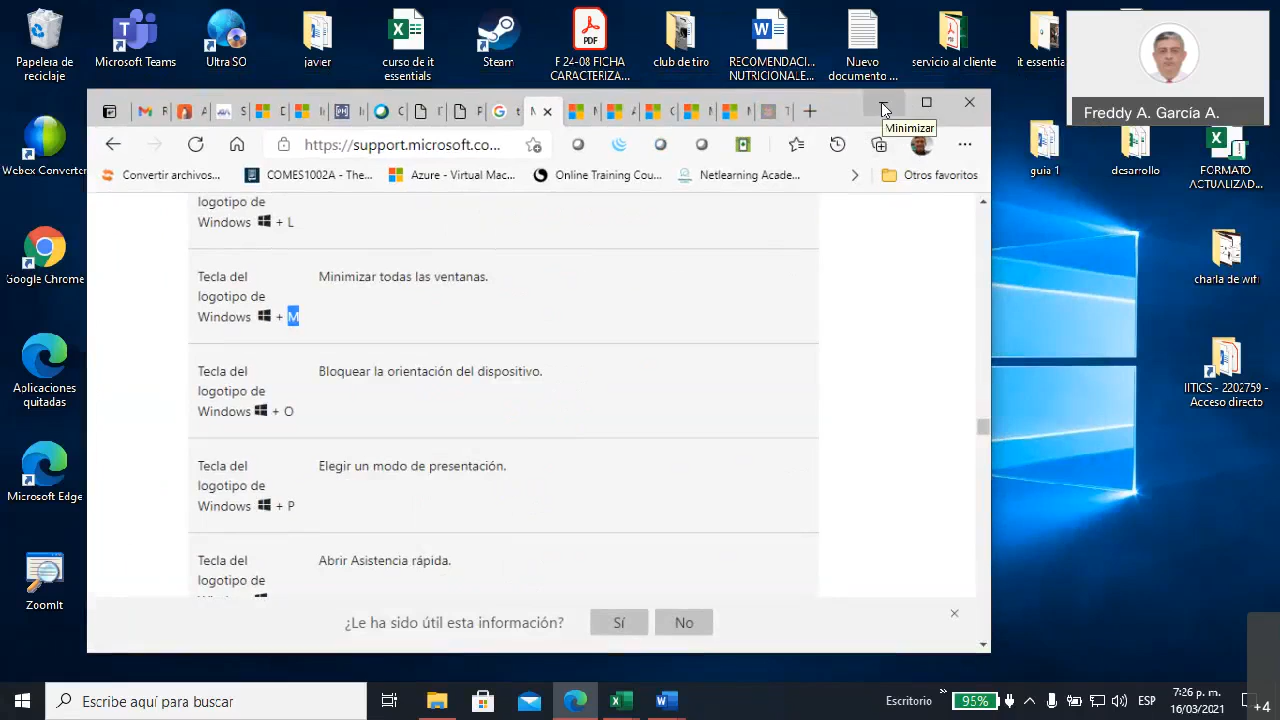 Papelera de reciclaje
Microsoft Teams
Ultra SO
javier
curso de it essentials
Steam
PDF
F 24-08 FICHA CARACTERIZA...
club de tiro
RECOMENDACI... NUTRICIONALE...
Nuevo documento ...
servicio al cliente
it essentia
Freddy A. García A.
Minimizar
https://support.microsoft.co...
Convertir archivos...
COMES1002A - The...
Azure - Virtual Mac...
Online Training Cou...
Netlearning Acade...
Otros favoritos
Webex Converter
Google Chrome
Aplicaciones quitadas
Microsoft Edge
ZoomIt
guia 1
desarrollo
FORMATO ACTUALIZAD...
charla de wifi
IITICS - 2202759 - Acceso directo
logotipo de
Windows + L
Tecla del
Minimizar todas las ventanas.
logotipo de
Windows + M
Tecla del
Bloquear la orientación del dispositivo.
logotipo de
Windows + O
Tecla del
Elegir un modo de presentación.
logotipo de
Windows + P
Tecla del
Abrir Asistencia rápida.
logotipo de
¿Le ha sido útil esta información?
Sí
No
Escribe aquí para buscar
Escritorio
95%
ESP
7:26 p. m.
16/03/2021
+4